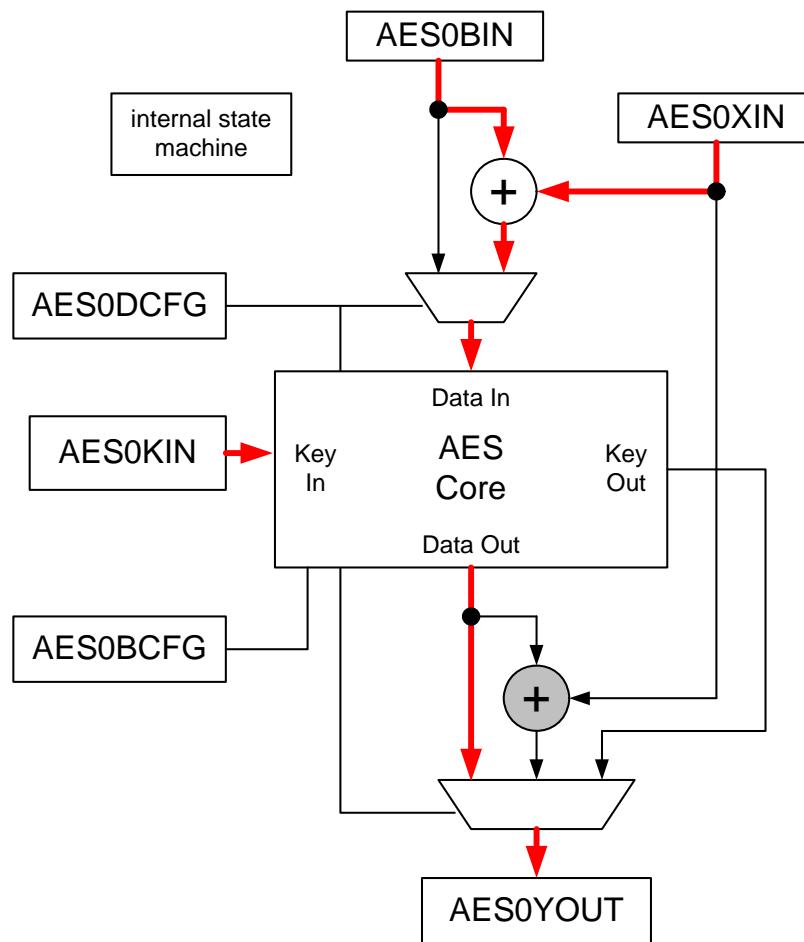 AES0BIN
internal state
machine
AES0XIN
+
AES0DCFG
Data In
AES0KIN
Key
In
AES
Core
Key
Out
Data Out
AES0BCFG
+
AES0YOUT